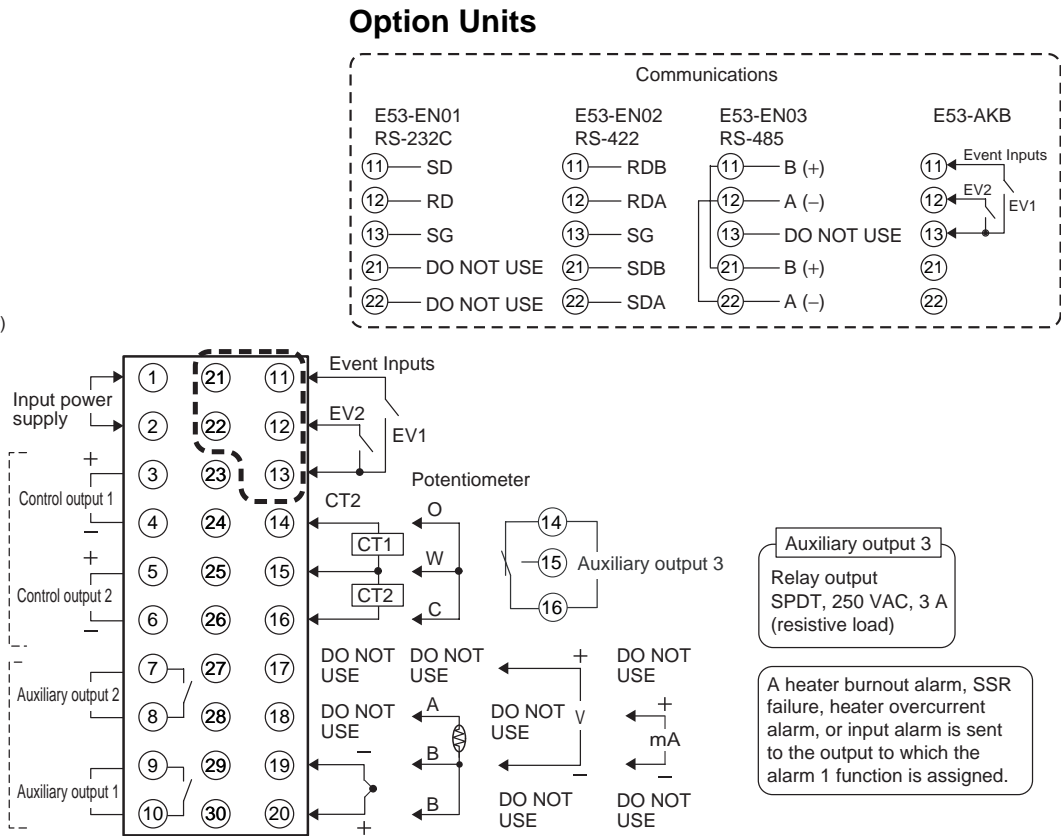 Option Units
Communications
E53-EN01
RS-232C
11 SD
12 RD
13 SG
21 DO NOT USE
22 DO NOT USE
E53-EN02
RS-422
11 RDB
12 RDA
13 SG
21 SDB
22 SDA
E53-EN03
RS-485
11 B (+)
12 A (−)
13 DO NOT USE
21 B (+)
22 A (−)
E53-AKB
11 Event Inputs
12 EV2
EV1
13
21
22
)
Input power
supply
+
Control output 1
−
+
Control output 2
−
Auxiliary output 2
Auxiliary output 1
1 21 11
2 22 12
3 23 13
4 24 14
5 25 15
6 26 16
7 27 17
8 28 18
9 29 19
10 30 20
Event Inputs
EV2
EV1
CT2
CT1
CT2
Potentiometer
O
W
C
14
15 Auxiliary output 3
16
DO NOT
USE
DO NOT
USE
−
+
DO NOT
USE
A
B
B
+
DO NOT
USE
V
−
DO NOT
USE
DO NOT
USE
+
mA
−
DO NOT
USE
Auxiliary output 3
Relay output
SPDT, 250 VAC, 3 A
(resistive load)
A heater burnout alarm, SSR
failure, heater overcurrent
alarm, or input alarm is sent
to the output to which the
alarm 1 function is assigned.